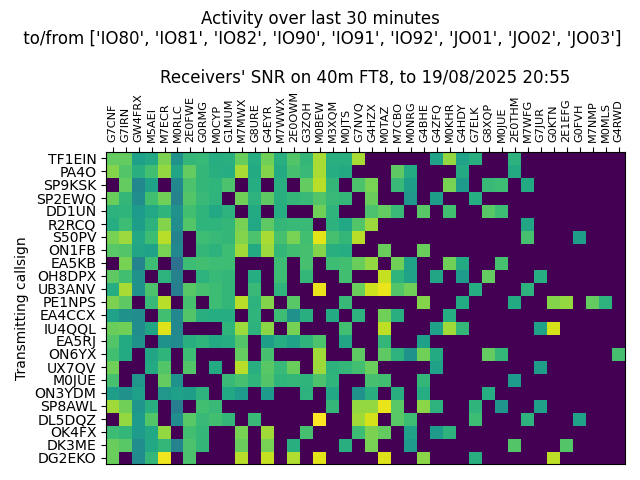 Activity over last 30 minutes
to/from ['IO80', 'IO81', 'IO82', 'IO90', 'IO91', 'IO92', 'JO01', 'JO02', 'JO03']
Receivers' SNR on 40m FT8, to 19/08/2025 20:55
G7CNF
G7IRN
GW4FRX
M5AEI
M7ECR
M0RLC
2E0FWE
G0RMG
M0CYP
G1MUM
M7MWX
G8URE
G4EYR
M7WWX
2E0OWM
G3ZQH
M0BEW
M3XQM
M0JTS
G7NVQ
G4HZX
M0TAZ
M7CBO
M0NRG
G4BHE
G4ZFQ
M0KHR
G4HDY
G7ELK
G8XQP
M0JUE
2E0THM
M7WFG
G7JUR
G0KTN
2E1EFG
G0FVH
M7NMP
M0MLS
G4RWD
Transmitting callsign
TF1EIN
PA4O
SP9KSK
SP2EWQ
DD1UN
R2RCQ
S50PV
ON1FB
EA5KB
OH8DPX
UB3ANV
PE1NPS
EA4CCX
IU4QQL
EA5RJ
ON6YX
UX7QV
M0JUE
ON3YDM
SP8AWL
DL5DQZ
OK4FX
DK3ME
DG2EKO